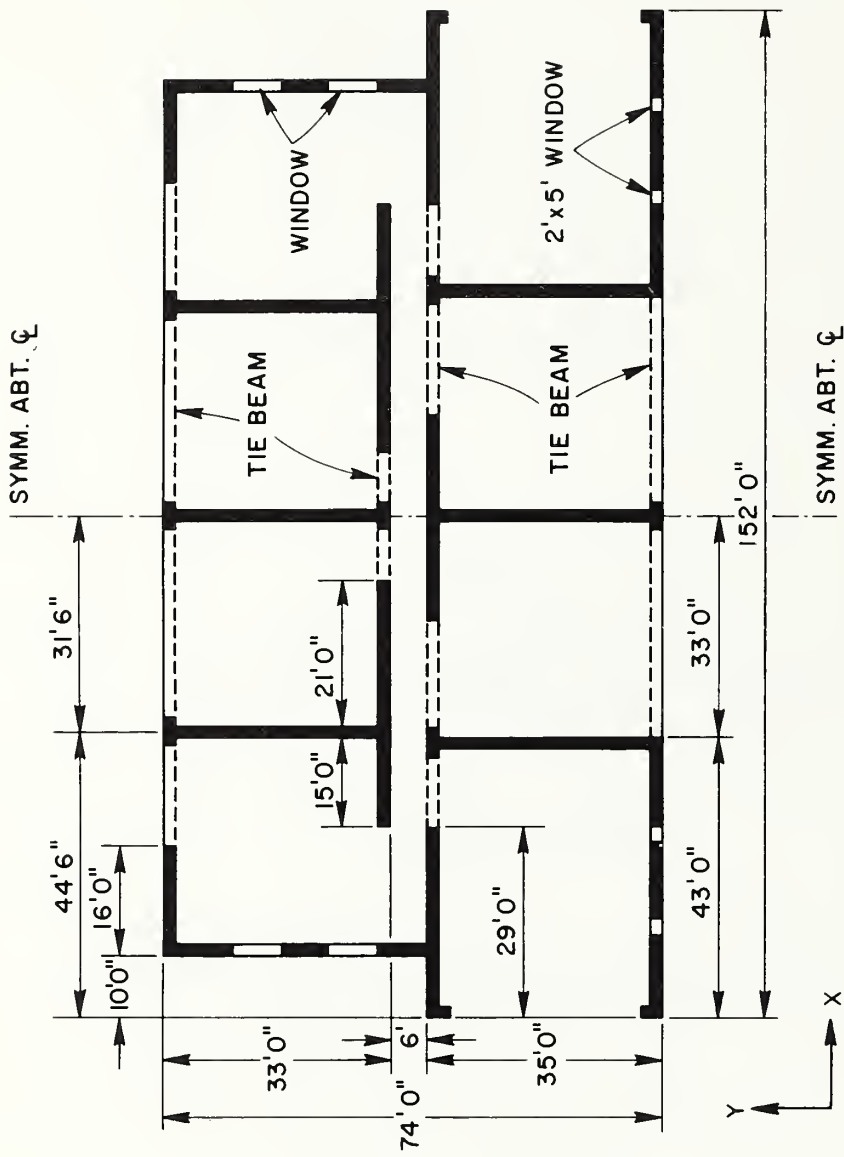 SYMM. ABT. ℄
31'6"
44'6"
16'0"
10'0"
WINDOW
TIE BEAM
21'0"
15'0"
33'0"
6'
74'0"
35'0"
29'0"
2'x5' WINDOW
TIE BEAM
43'0"
33'0"
152'0"
SYMM. ABT. ℄
Y
X